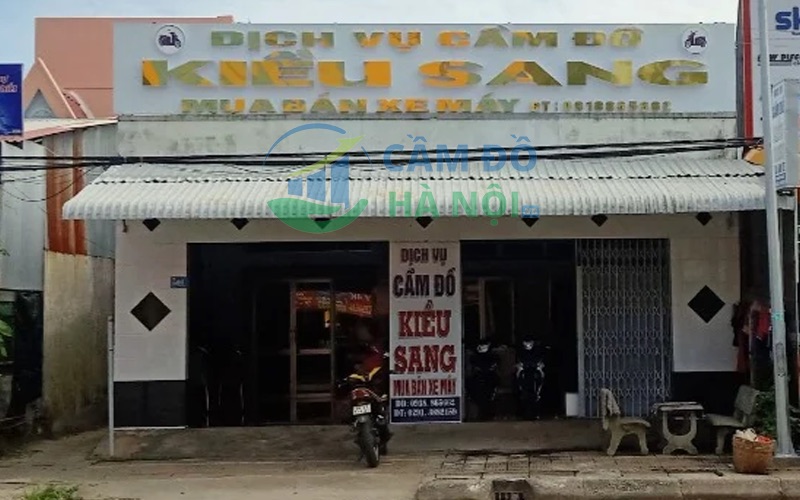 DỊCH VỤ CẦM ĐỒ
KIỀU SANG
MUA BÁN XE MÁY
CẦM ĐỒ
HÀ NỘI
DỊCH VỤ
CẦM ĐỒ
KIỀU
SANG
MUA BÁN XE MÁY